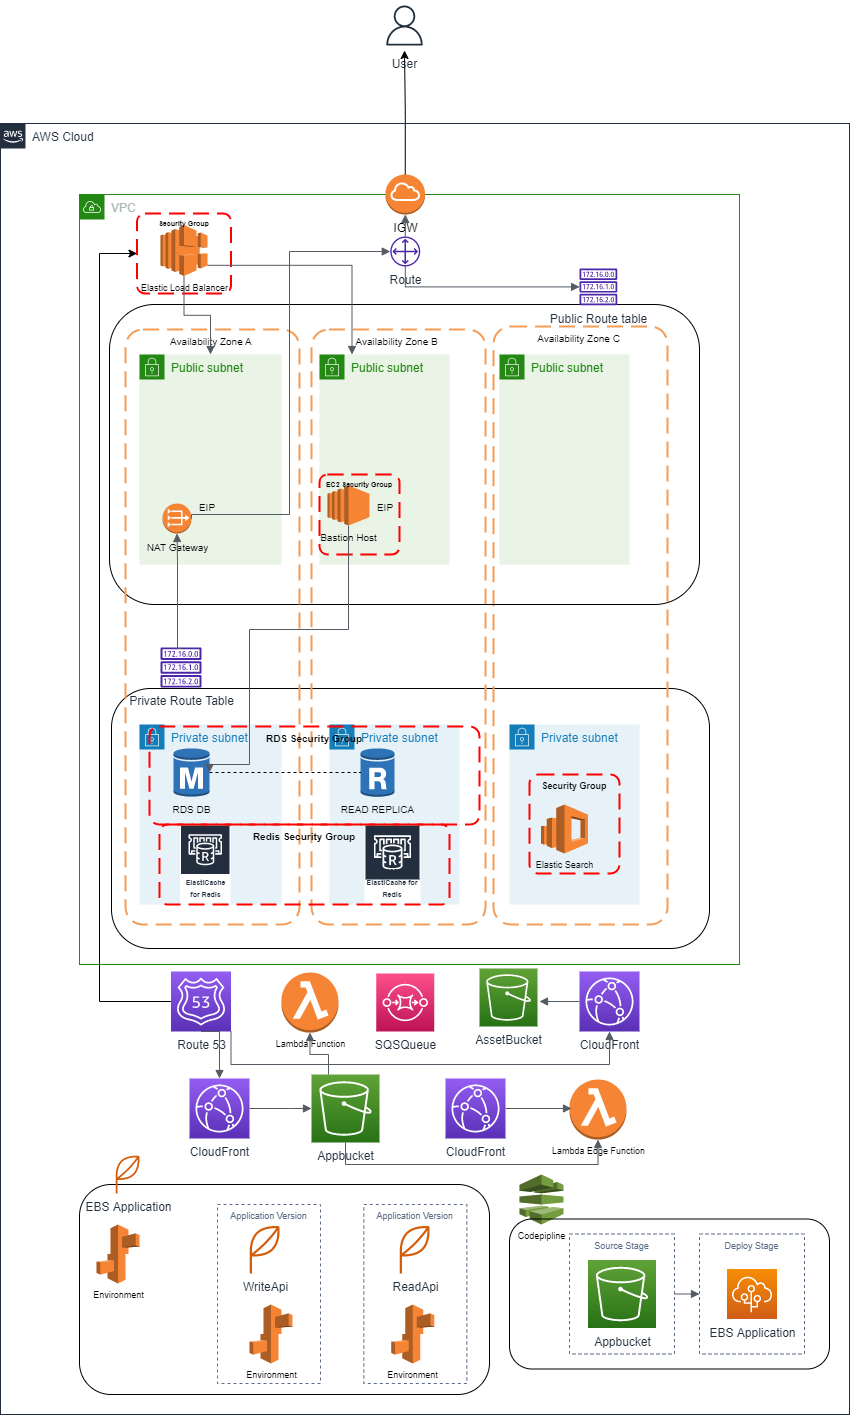 User
aws
AWS Cloud
VPC
Security Group
Elastic Load Balancer
IGW
Route
172.16.0.0
172.16.1.0
172.16.2.0
Public Route table
Availability Zone A
Availability Zone B
Availability Zone C
Public subnet
Public subnet
Public subnet
EIP
NAT Gateway
EC2 Security Group
EIP
Bastion Host
172.16.0.0
172.16.1.0
172.16.2.0
Private Route Table
Private subnet
RDS Security Group
Private subnet
Private subnet
M
R
RDS DB
READ REPLICA
Security Group
Elastic Search
Redis Security Group
R
R
ElastiCache
for Redis
ElastiCache for
Redis
53
Route 53
Lambda Function
SQSQueue
AssetBucket
CloudFront
CloudFront
Appbucket
CloudFront
Lambda Edge Function
EBS Application
Environment
Application Version
WriteApi
Environment
Application Version
ReadApi
Environment
Codepipline
Source Stage
Appbucket
Deploy Stage
EBS Application